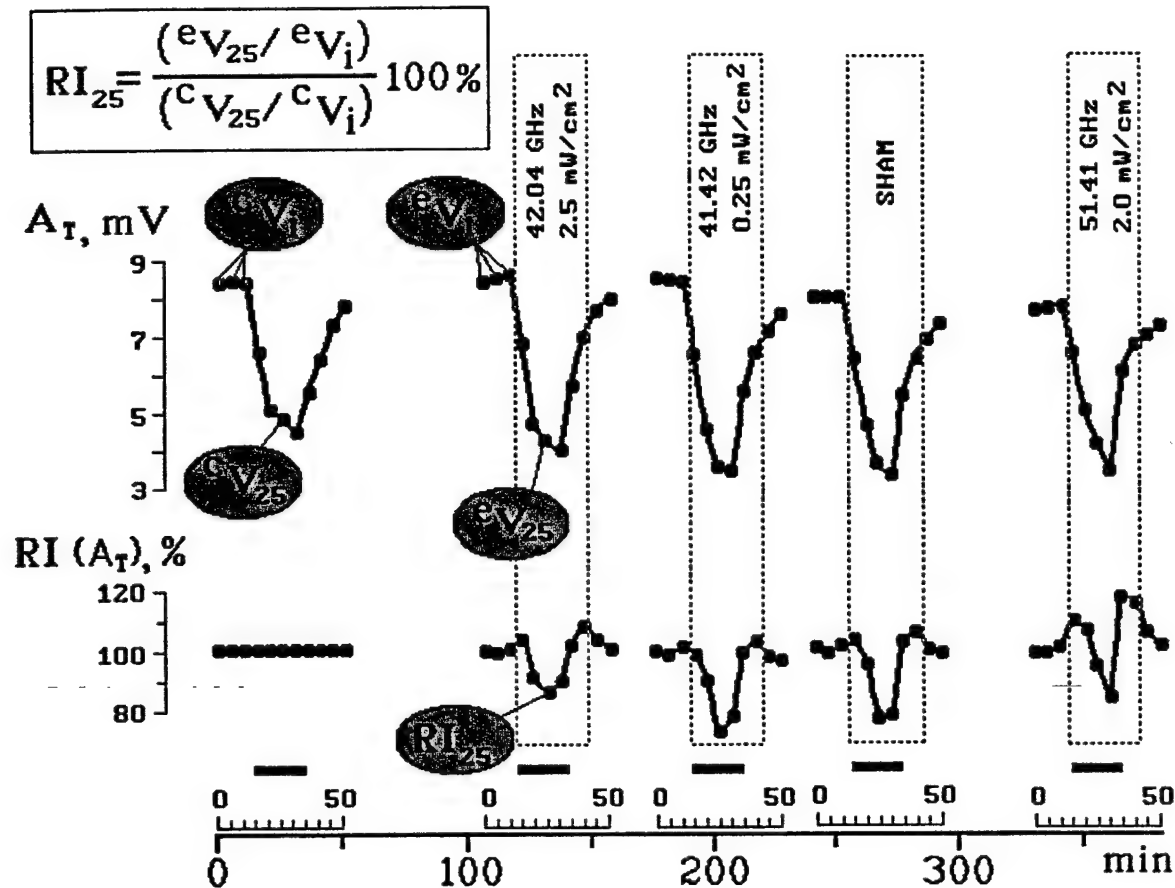 RI25 = (eV25/ eVi) / (cV25/ cVi) 100%
42.04 GHz
2.5 mW/cm2
41.42 GHz
0.25 mW/cm2
SHAM
51.41 GHz
2.0 mW/cm2
AT, mV
cVi
eVi
9
7
5
3
cV25
eV25
RI (AT), %
120
100
80
RI25
0 50
0 50
0 50
0 50
0 50
0 100 200 300 min